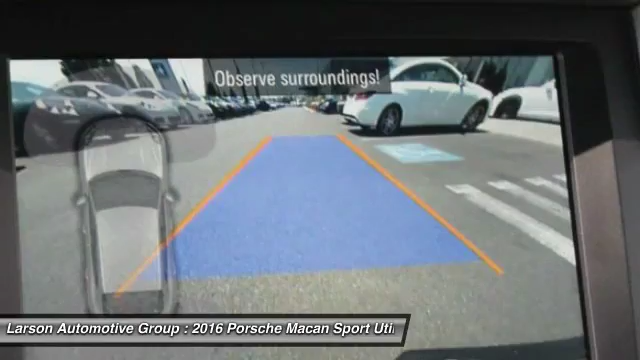 Observe surroundings!
Larson Automotive Group : 2016 Porsche Macan Sport Uti